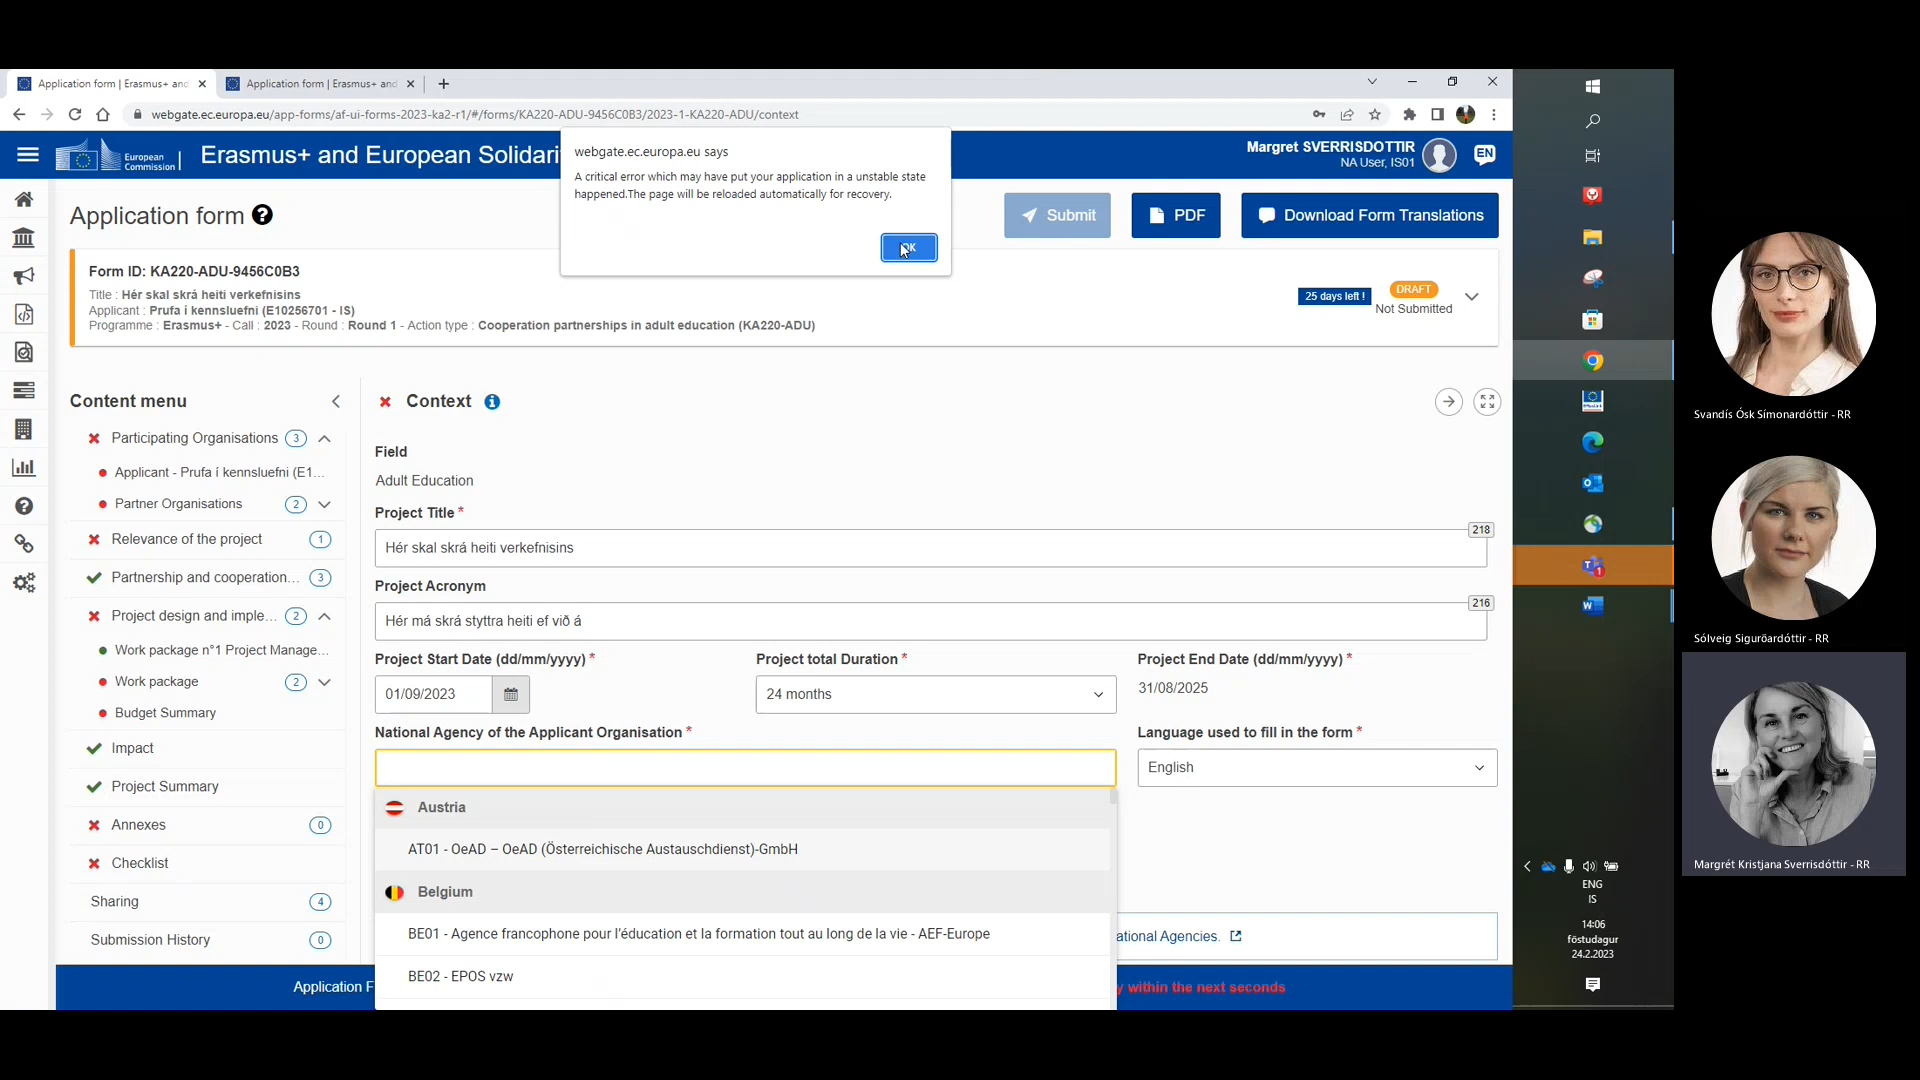 Application form | Erasmus+ and
Application form | Erasmus+ and
webgate.ec.europa.eu/app-forms/af-ui-forms-2023-ka2-r1/#/forms/KA220-ADU-9456C0B3/2023-1-KA220-ADU/context
European
Commission
Erasmus+ and European Solidari
Margret SVERRISDOTTIR
NA User, IS01
EN
webgate.ec.europa.eu says
A critical error which may have put your application in a unstable state
happened.The page will be reloaded automatically for recovery.
OK
Application form
Submit
PDF
Download Form Translations
Form ID: KA220-ADU-9456C0B3
Title : Hér skal skrá heiti verkefnisins
Applicant : Prufa í kennsluefni (E10256701 - IS)
Programme : Erasmus+ - Call : 2023 - Round : Round 1 - Action type : Cooperation partnerships in adult education (KA220-ADU)
25 days left !
DRAFT
Not Submitted
Content menu
Participating Organisations 3
Applicant - Prufa í kennsluefni (E1...
Partner Organisations 2
Relevance of the project 1
Partnership and cooperation... 3
Project design and imple... 2
Work package n°1 Project Manage...
Work package 2
Budget Summary
Impact
Project Summary
Annexes 0
Checklist
Sharing 4
Submission History 0
Context
Field
Adult Education
Project Title *
218
Hér skal skrá heiti verkefnisins
Project Acronym
216
Hér má skrá styttra heiti ef við á
Project Start Date (dd/mm/yyyy) *
01/09/2023
Project total Duration *
24 months
Project End Date (dd/mm/yyyy) *
31/08/2025
National Agency of the Applicant Organisation *
Language used to fill in the form *
English
Austria
AT01 - OeAD – OeAD (Österreichische Austauschdienst)-GmbH
Belgium
BE01 - Agence francophone pour l'éducation et la formation tout au long de la vie - AEF-Europe
BE02 - EPOS vzw
ational Agencies.
Application F
y within the next seconds
ENG
IS
14:06
föstudagur
24.2.2023
Svandís Ósk Símonardóttir - RR
Sólveig Sigurðardóttir - RR
Margrét Kristjana Sverrisdóttir - RR